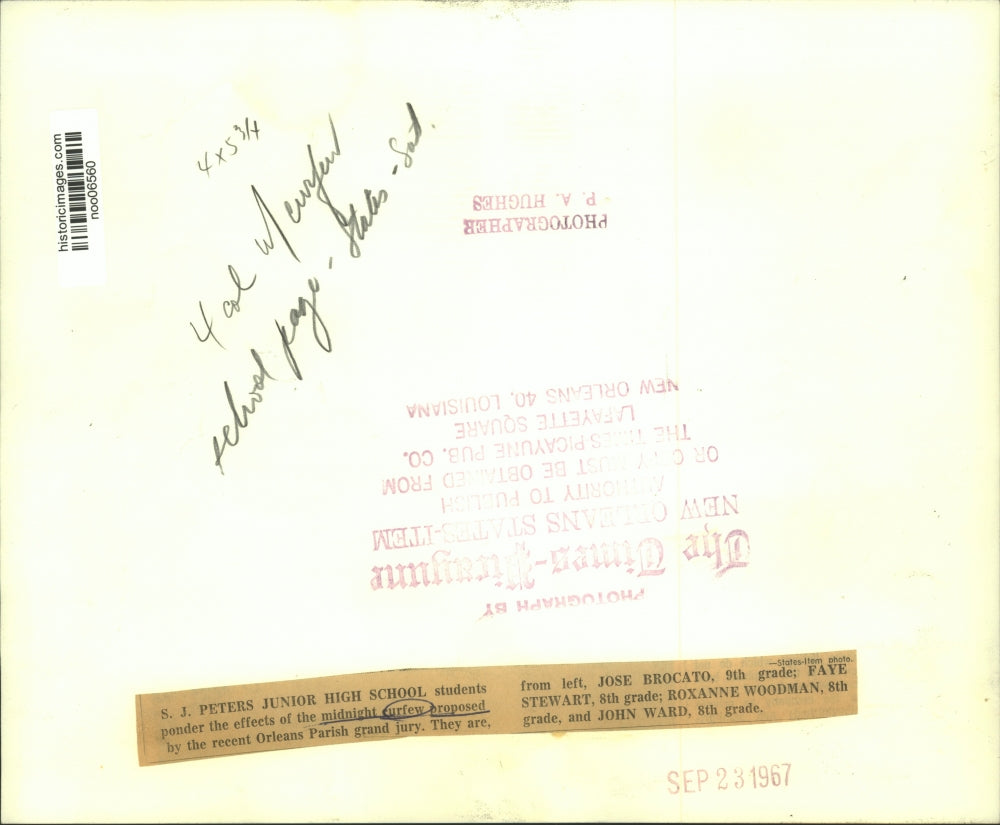 historicimages.com
noo06560
4 x 5 3/4
4 col w/ curfew
school page - States - Sat.
PHOTOGRAPHER
P. A. HUGHES
PHOTOGRAPH BY
The Times-Picayune
NEW ORLEANS STATES-ITEM
AUTHORITY TO PUBLISH
OR COPY MUST BE OBTAINED FROM
THE TIMES-PICAYUNE PUB. CO.
LAFAYETTE SQUARE
NEW ORLEANS 40, LOUISIANA
S. J. PETERS JUNIOR HIGH SCHOOL students
ponder the effects of the midnight curfew proposed
by the recent Orleans Parish grand jury. They are,
—States-Item photo.
from left, JOSE BROCATO, 9th grade; FAYE
STEWART, 8th grade; ROXANNE WOODMAN, 8th
grade, and JOHN WARD, 8th grade.
SEP 23 1967